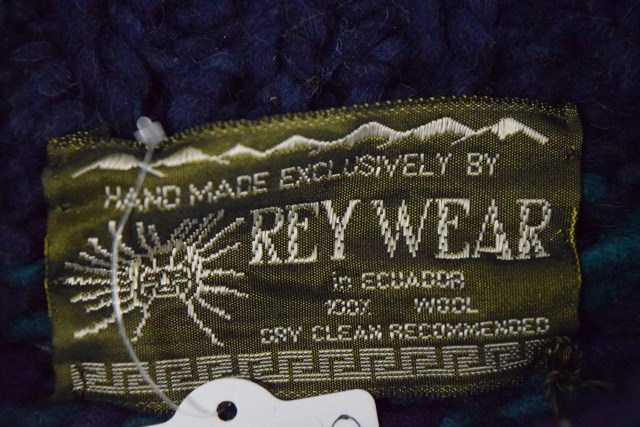 HAND MADE EXCLUSIVELY BY
REY WEAR
in ECUADOR
100% WOOL
DRY CLEAN RECOMMENDED